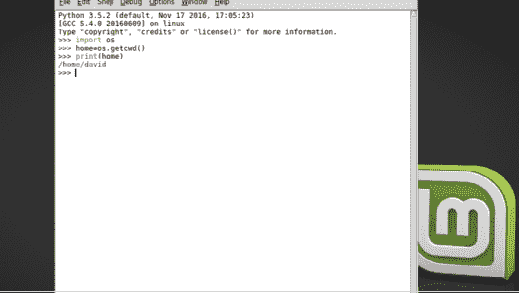 File Edit Shell Debug Options Window Help
Python 3.5.2 (default, Nov 17 2016, 17:05:23)
[GCC 5.4.0 20160609] on linux
Type "copyright", "credits" or "license()" for more information.
>>> import os
>>> home=os.getcwd()
>>> print(home)
/home/david
>>>